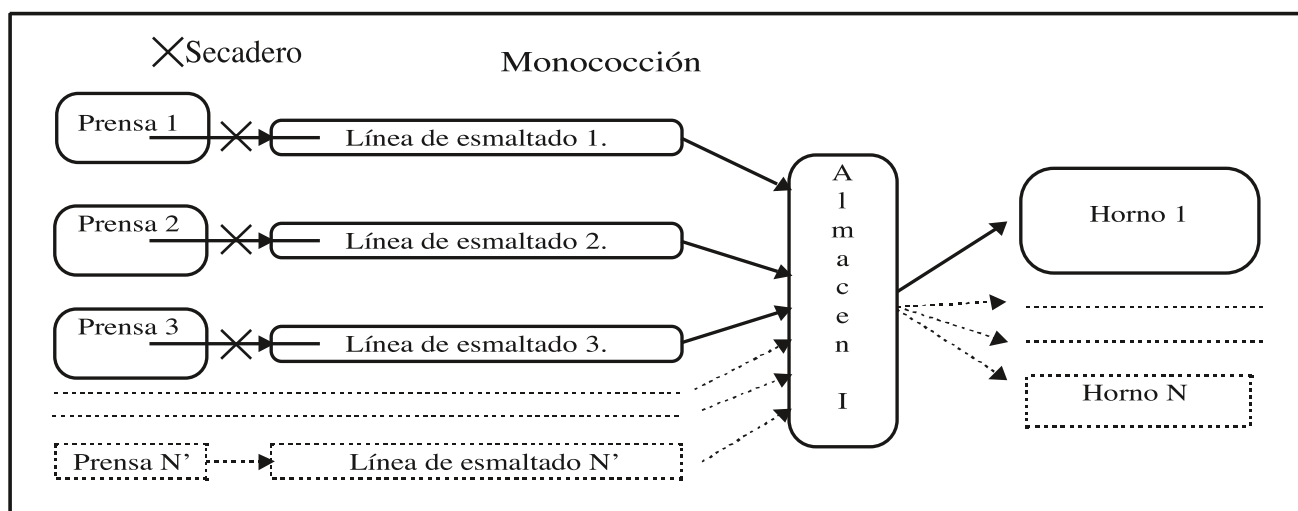 Secadero
Monococción
Prensa 1
Línea de esmaltado 1.
Prensa 2
Línea de esmaltado 2.
Prensa 3
Línea de esmaltado 3.
Prensa N’
Línea de esmaltado N’
Almacen I
Horno 1
Horno N